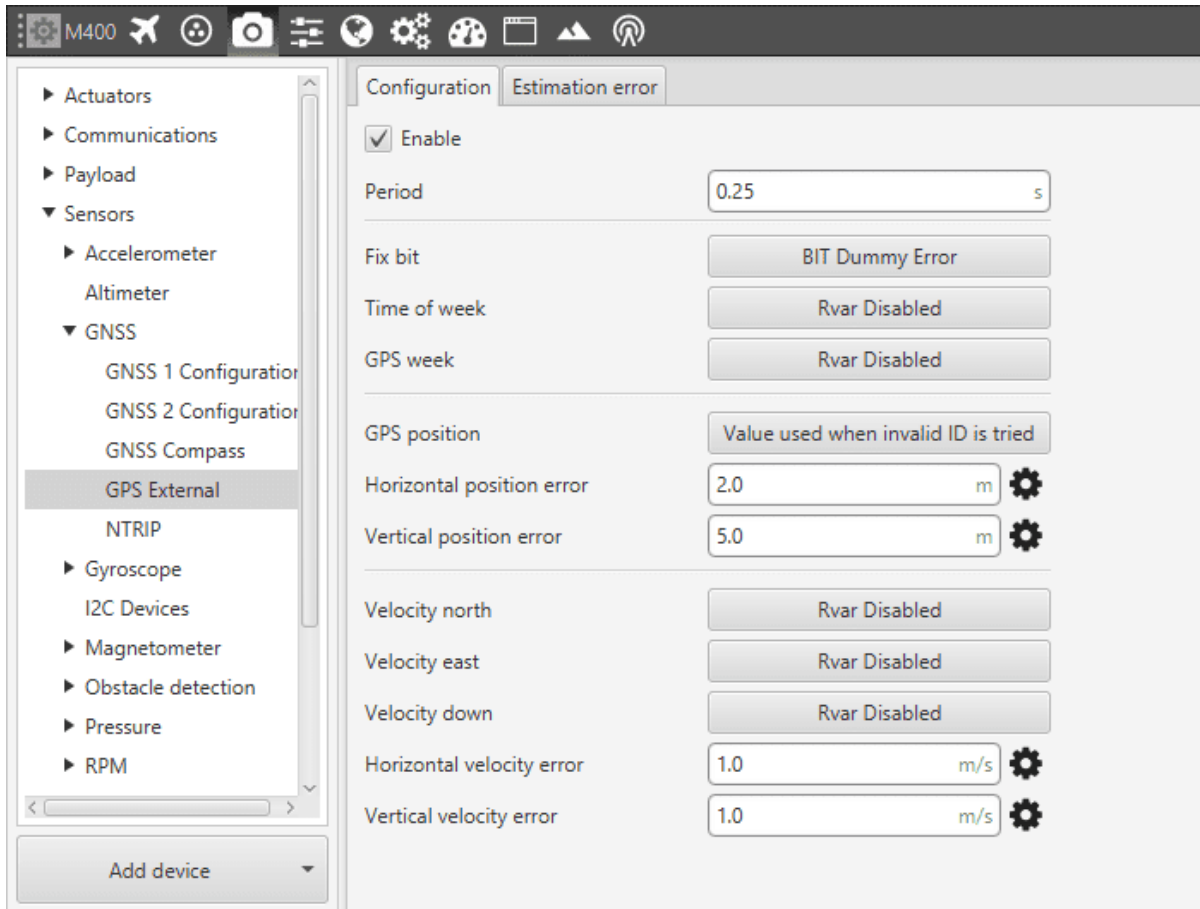 M400
Actuators
Communications
Payload
Sensors
Accelerometer
Altimeter
GNSS
GNSS 1 Configuration
GNSS 2 Configuration
GNSS Compass
GPS External
NTRIP
Gyroscope
I2C Devices
Magnetometer
Obstacle detection
Pressure
RPM
Add device
Configuration Estimation error
Enable
Period 0.25 s
Fix bit BIT Dummy Error
Time of week Rvar Disabled
GPS week Rvar Disabled
GPS position Value used when invalid ID is tried
Horizontal position error 2.0 m
Vertical position error 5.0 m
Velocity north Rvar Disabled
Velocity east Rvar Disabled
Velocity down Rvar Disabled
Horizontal velocity error 1.0 m/s
Vertical velocity error 1.0 m/s